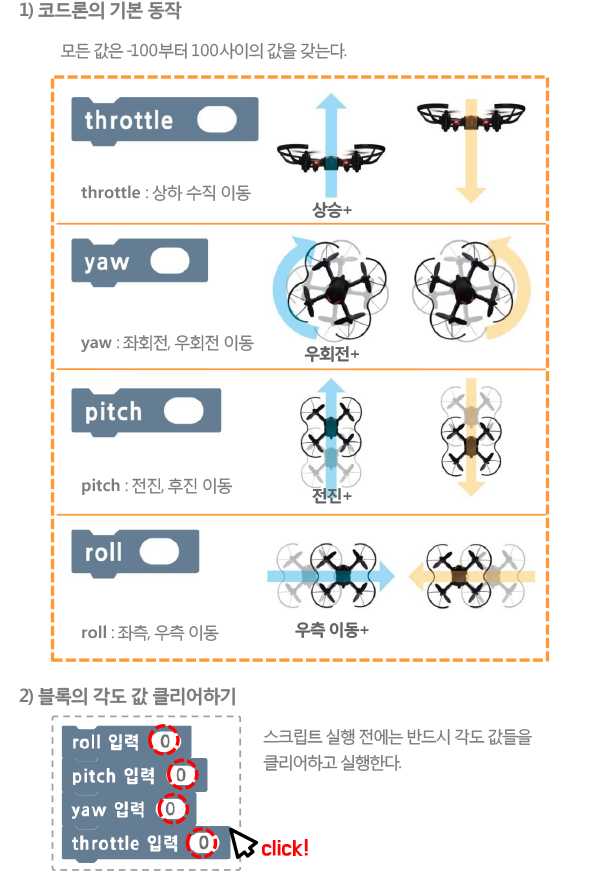 1) 코드론의 기본 동작
모든 값은 -100부터 100사이의 값을 갖는다.
throttle
throttle : 상하 수직 이동
상승+
yaw
yaw : 좌회전, 우회전 이동
우회전+
pitch
pitch : 전진, 후진 이동
전진+
roll
roll : 좌측, 우측 이동
우측 이동+
2) 블록의 각도 값 클리어하기
roll 입력 0
pitch 입력 0
yaw 입력 0
throttle 입력 0
click!
스크립트 실행 전에는 반드시 각도 값들을
클리어하고 실행한다.